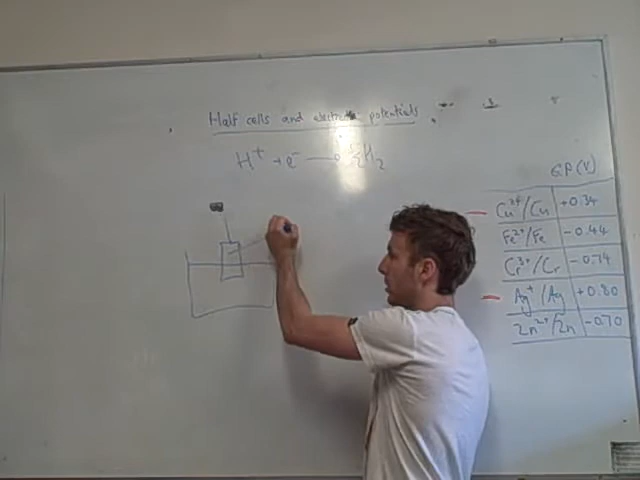 Half cells and electrode potentials
H⁺ + e⁻ → ½H₂
EP(V)
Cu²⁺/Cu +0.34
Fe²⁺/Fe -0.44
Cr³⁺/Cr -0.74
Ag⁺/Ag +0.80
Zn²⁺/Zn -0.70